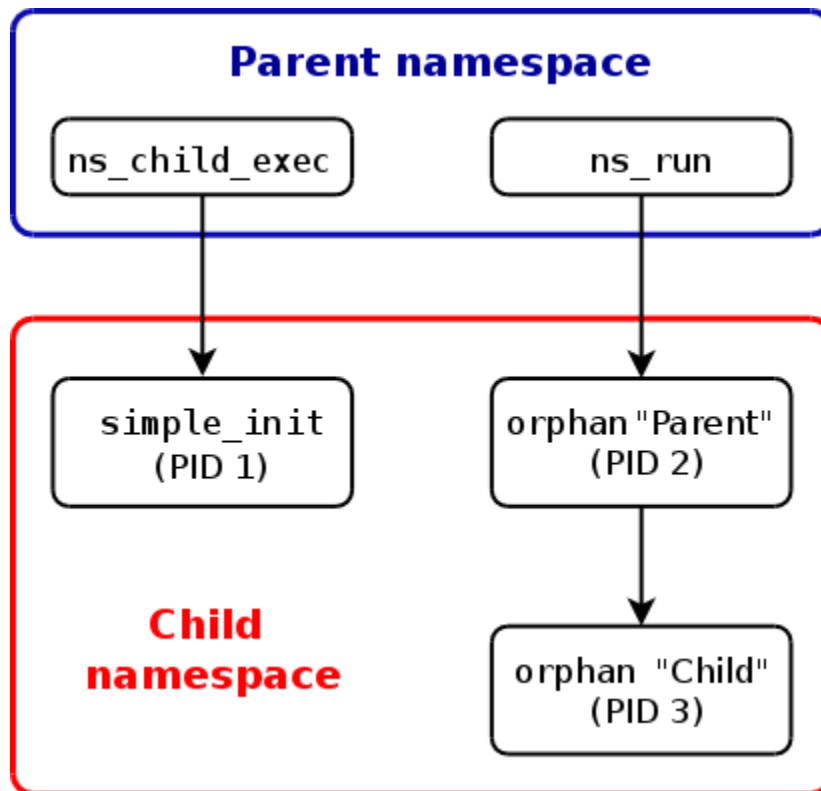 Parent namespace
ns_child_exec
ns_run
simple_init
(PID 1)
orphan "Parent"
(PID 2)
Child
namespace
orphan "Child"
(PID 3)